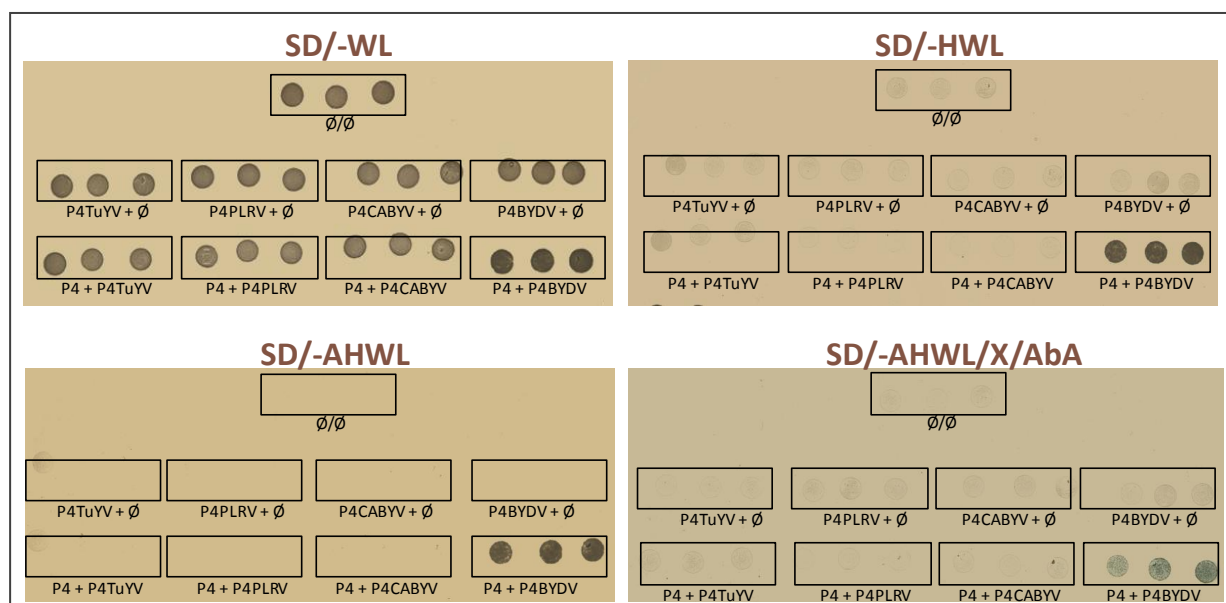 SD/-WL
Ø/Ø
P4TuYV + Ø P4PLRV + Ø P4CABYV + Ø P4BYDV + Ø
P4 + P4TuYV P4 + P4PLRV P4 + P4CABYV P4 + P4BYDV
SD/-HWL
Ø/Ø
P4TuYV + Ø P4PLRV + Ø P4CABYV + Ø P4BYDV + Ø
P4 + P4TuYV P4 + P4PLRV P4 + P4CABYV P4 + P4BYDV
SD/-AHWL
Ø/Ø
P4TuYV + Ø P4PLRV + Ø P4CABYV + Ø P4BYDV + Ø
P4 + P4TuYV P4 + P4PLRV P4 + P4CABYV P4 + P4BYDV
SD/-AHWL/X/AbA
Ø/Ø
P4TuYV + Ø P4PLRV + Ø P4CABYV + Ø P4BYDV + Ø
P4 + P4TuYV P4 + P4PLRV P4 + P4CABYV P4 + P4BYDV